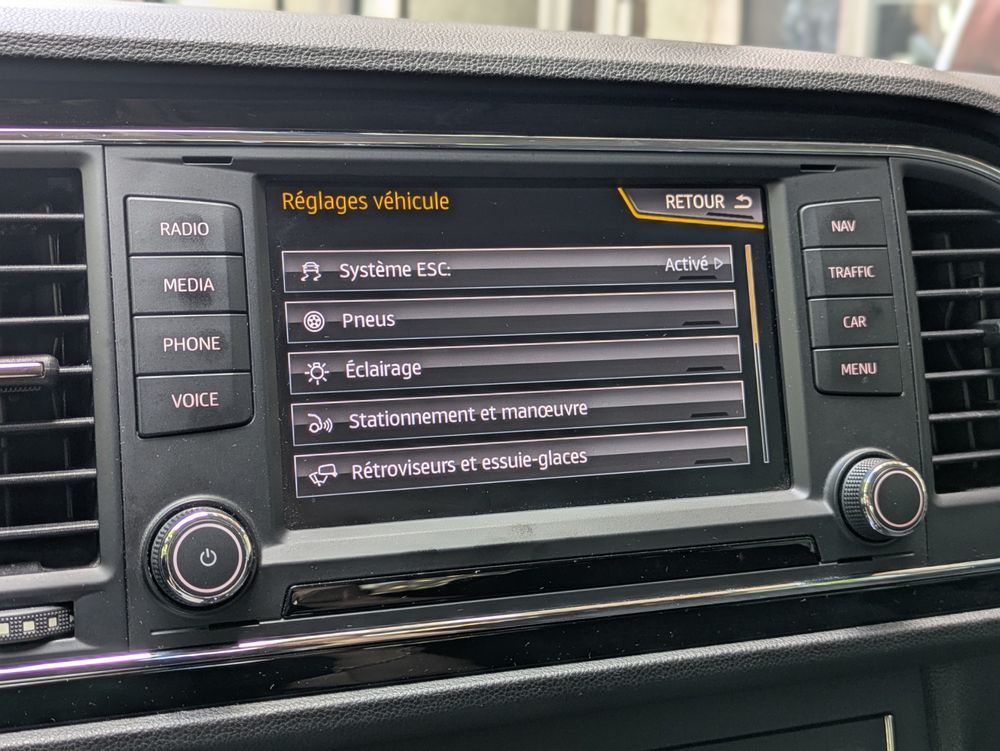 Réglages véhicule
RETOUR
RADIO
MEDIA
PHONE
VOICE
Système ESC: Activé
Pneus
Éclairage
Stationnement et manœuvre
Rétroviseurs et essuie-glaces
NAV
TRAFFIC
CAR
MENU